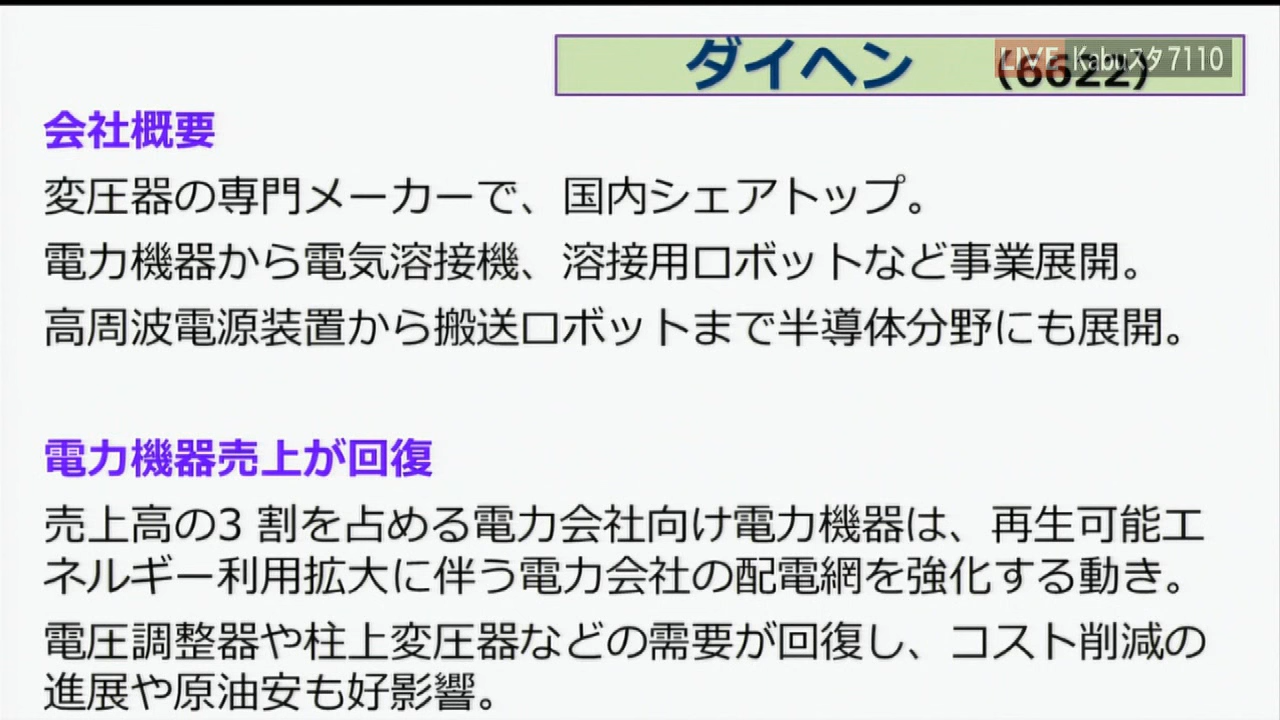 ダイヘン (6622)
LIVE Kabuスタ7110
会社概要
変圧器の専門メーカーで、国内シェアトップ。
電力機器から電気溶接機、溶接用ロボットなど事業展開。
高周波電源装置から搬送ロボットまで半導体分野にも展開。
電力機器売上が回復
売上高の3 割を占める電力会社向け電力機器は、再生可能エ
ネルギー利用拡大に伴う電力会社の配電網を強化する動き。
電圧調整器や柱上変圧器などの需要が回復し、コスト削減の
進展や原油安も好影響。